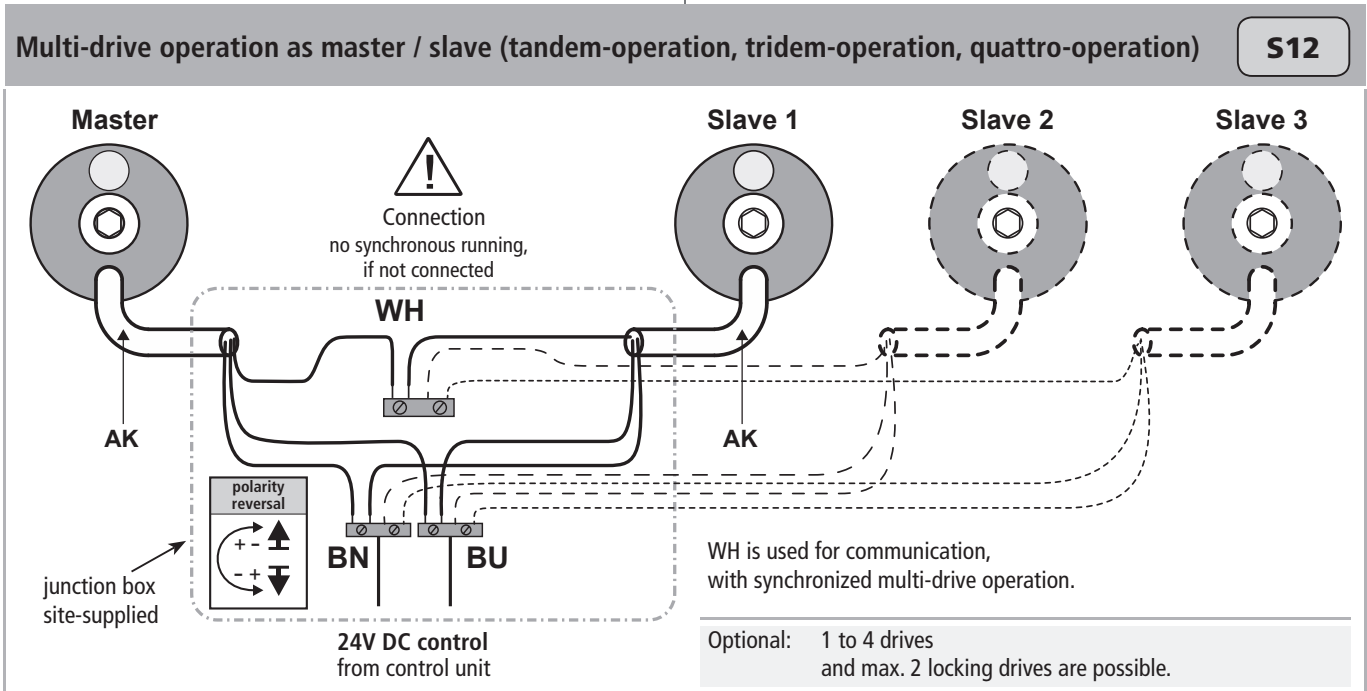 Multi-drive operation as master / slave (tandem-operation, tridem-operation, quattro-operation)
S12
Master
Slave 1
Slave 2
Slave 3
!
Connection
no synchronous running,
if not connected
WH
AK
AK
polarity
reversal
+ -
- +
BN
BU
junction box
site-supplied
24V DC control
from control unit
WH is used for communication,
with synchronized multi-drive operation.
Optional: 1 to 4 drives
and max. 2 locking drives are possible.